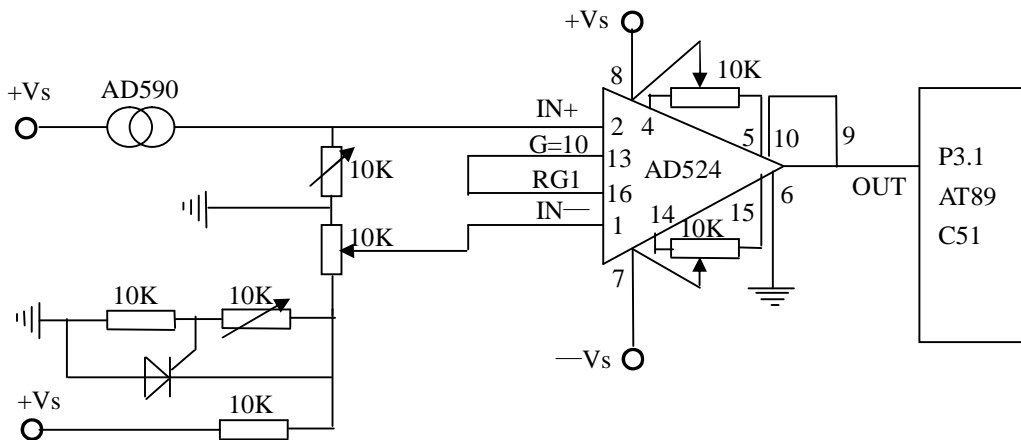 +Vs
8
10K
AD590
+Vs
IN+
2
4
5
10
9
G=10
13
P3.1
10K
AD524
RG1
16
OUT
6
AT89
IN—
14
15
10K
1
10K
C51
7
10K
10K
—Vs
+Vs
10K